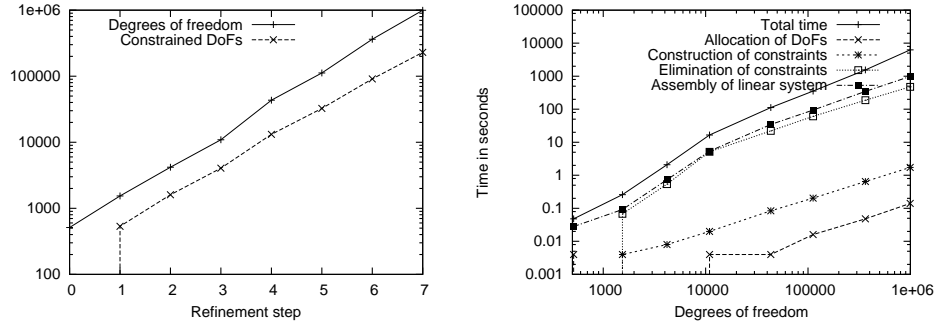 1e+06
100000
10000
1000
100
0 1 2 3 4 5 6 7
Refinement step
Degrees of freedom
Constrained DoFs
100000
10000
1000
100
10
1
0.1
0.01
0.001
1000 10000 100000 1e+06
Degrees of freedom
Time in seconds
Total time
Allocation of DoFs
Construction of constraints
Elimination of constraints
Assembly of linear system